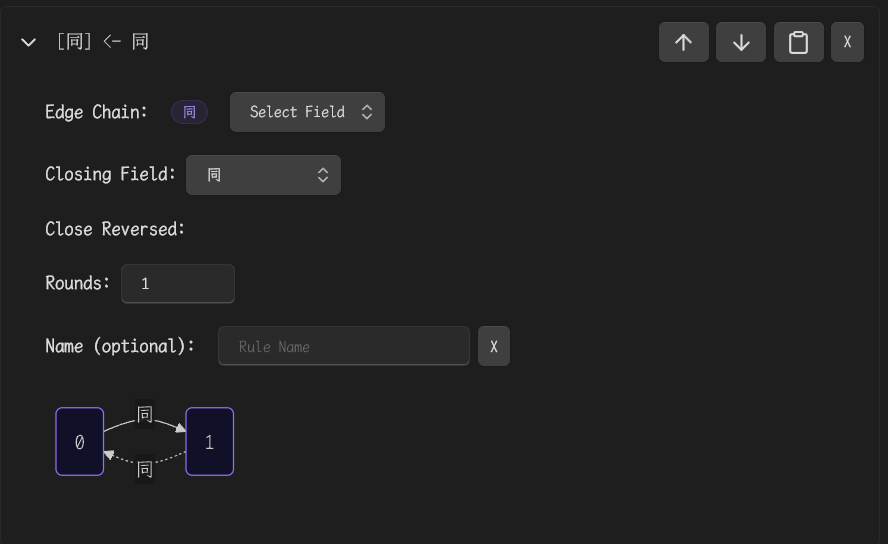 [同] <- 同
X
Edge Chain: 同 Select Field
Closing Field: 同
Close Reversed:
Rounds: 1
Name (optional): Rule Name X
同
0 1
同